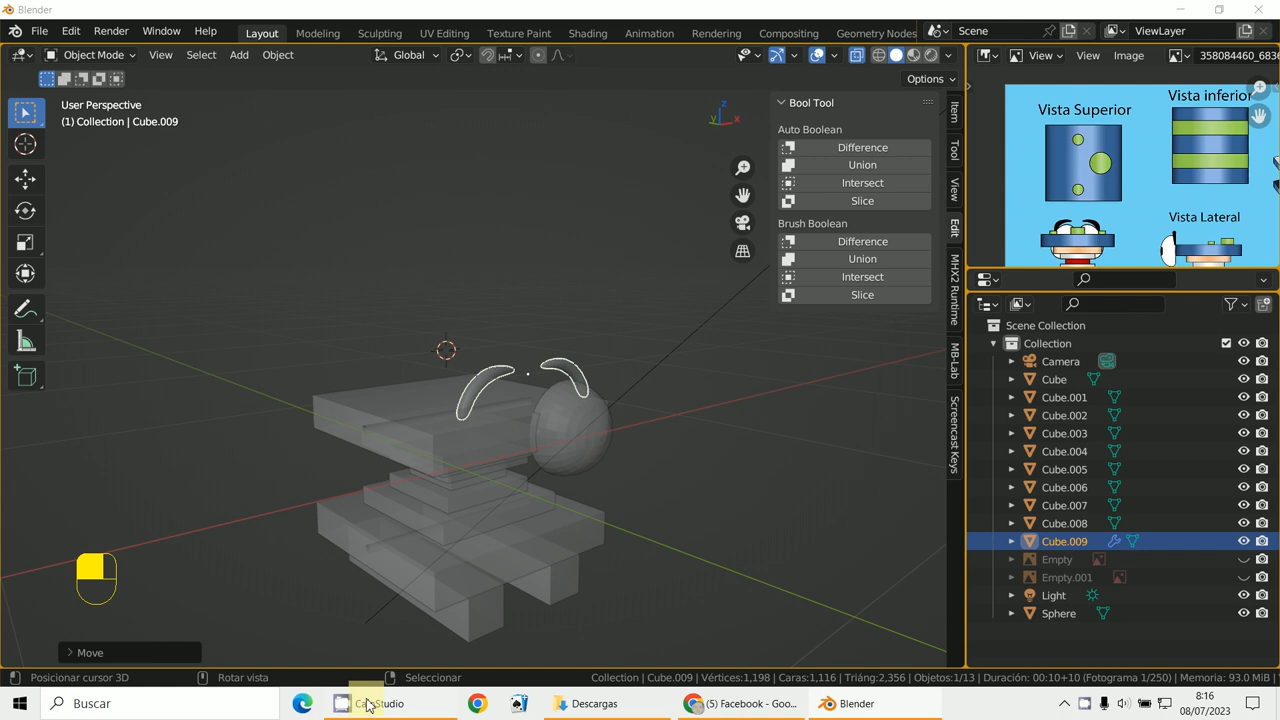 Blender
File Edit Render Window Help
Layout Modeling Sculpting UV Editing Texture Paint Shading Animation Rendering Compositing Geometry Nodes
Scene
ViewLayer
Object Mode View Select Add Object
Global
View View Image 358084460_683
Options
User Perspective
(1) Collection | Cube.009
z
y
x
Bool Tool
Auto Boolean
Difference
Union
Intersect
Slice
Brush Boolean
Difference
Union
Intersect
Slice
Item
Tool
View
Edit
MHX2 Runtime
MB-Lab
Screencast Keys
Vista Superior
Vista inferior
Vista Lateral
Scene Collection
Collection
Camera
Cube
Cube.001
Cube.002
Cube.003
Cube.004
Cube.005
Cube.006
Cube.007
Cube.008
Cube.009
Empty
Empty.001
Light
Sphere
Move
Posicionar cursor 3D Rotar vista Seleccionar
Collection | Cube.009 | Vértices:1,198 | Caras:1,116 | Triáno:2,356 | Objetos:1/13 | Duración: 00:10+10 (Fotograma 1/250) | Memoria: 93.0 MiB
Buscar
CamStudio
Descargas
(5) Facebook - Goo...
Blender
8:16
08/07/2023